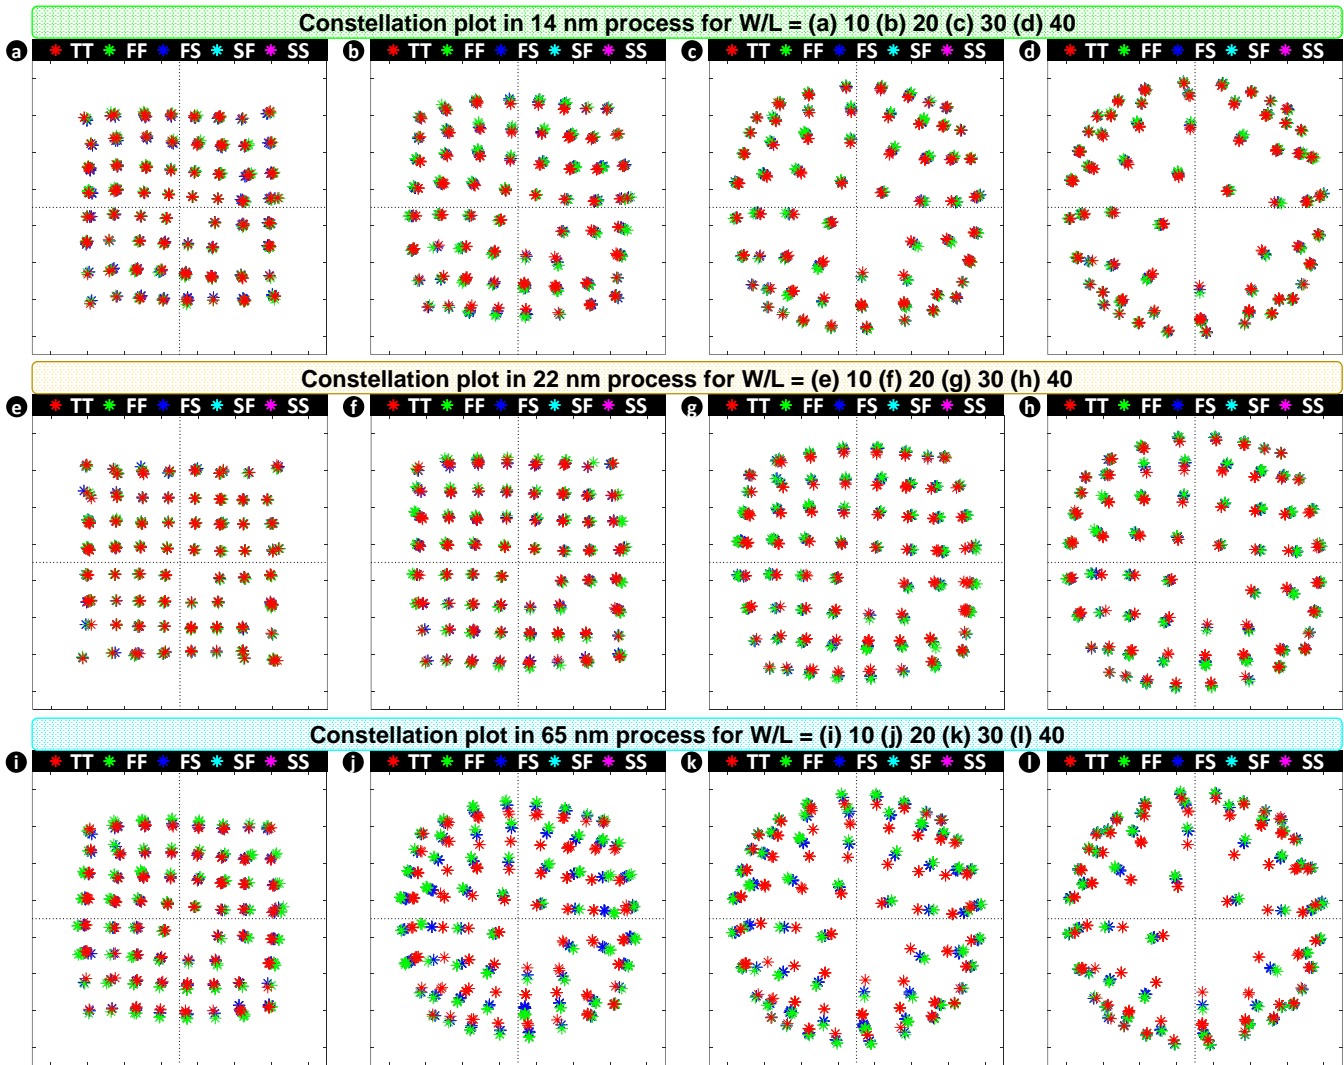 Constellation plot in 14 nm process for W/L = (a) 10 (b) 20 (c) 30 (d) 40
a * TT * FF * FS * SF * SS b * TT * FF * FS * SF * SS c * TT * FF * FS * SF * SS d * TT * FF * FS * SF * SS
Constellation plot in 22 nm process for W/L = (e) 10 (f) 20 (g) 30 (h) 40
e * TT * FF * FS * SF * SS f * TT * FF * FS * SF * SS g * TT * FF * FS * SF * SS h * TT * FF * FS * SF * SS
Constellation plot in 65 nm process for W/L = (i) 10 (j) 20 (k) 30 (l) 40
i * TT * FF * FS * SF * SS j * TT * FF * FS * SF * SS k * TT * FF * FS * SF * SS l * TT * FF * FS * SF * SS